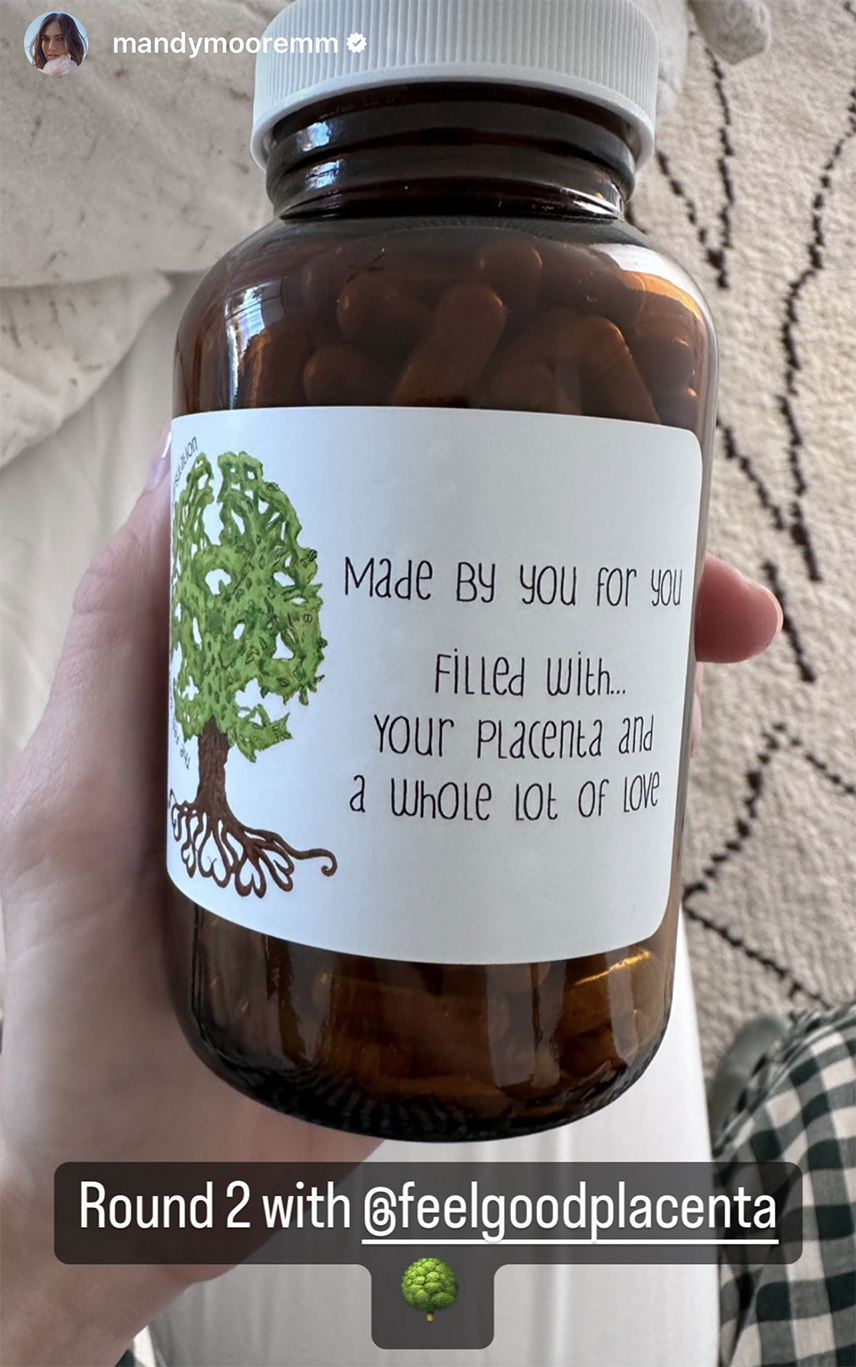 mandymooremm
Made By you for you
Filled with...
your Placenta and
a whole lot of love
Round 2 with @feelgoodplacenta